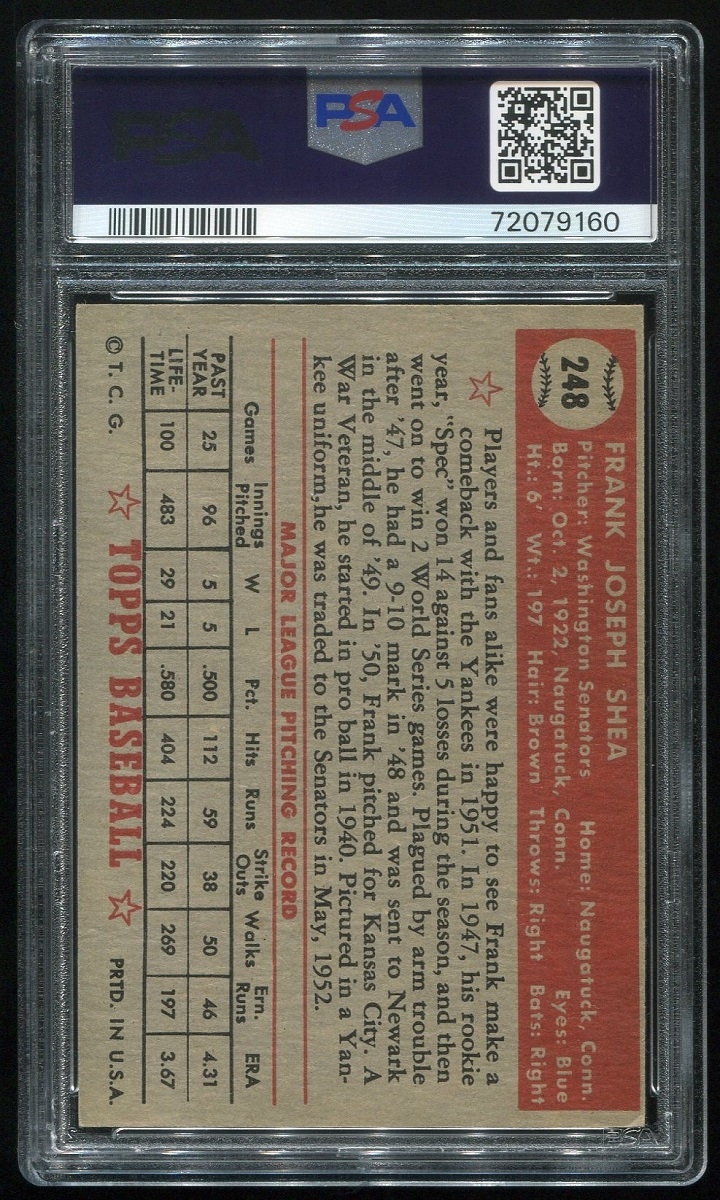 PSA
PSA
72079160
248
FRANK JOSEPH SHEA
Pitcher: Washington Senators Home: Naugatuck, Conn.
Born: Oct. 2, 1922, Naugatuck, Conn. Eyes: Blue
Ht.: 6' Wt.: 197 Hair: Brown Throws: Right Bats: Right
Players and fans alike were happy to see Frank make a
comeback with the Yankees in 1951. In 1947, his rookie
year, "Spec" won 14 against 5 losses during the season, and then
went on to win 2 World Series games. Plagued by arm trouble
after '47, he had a 9-10 mark in '48 and was sent to Newark
in the middle of '49. In '50, Frank pitched for Kansas City. A
War Veteran, he started in pro ball in 1940. Pictured in a Yan-
kee uniform,he was traded to the Senators in May, 1952.
MAJOR LEAGUE PITCHING RECORD
Games Innings Pitched W L Pct. Hits Runs Strike Outs Walks Ern. Runs ERA
PAST YEAR 25 96 5 5 .500 112 59 38 50 46 4.31
LIFE-TIME 100 483 29 21 .580 404 224 220 269 197 3.67
© T. C. G. TOPPS BASEBALL PRTD. IN U.S.A.
PSA